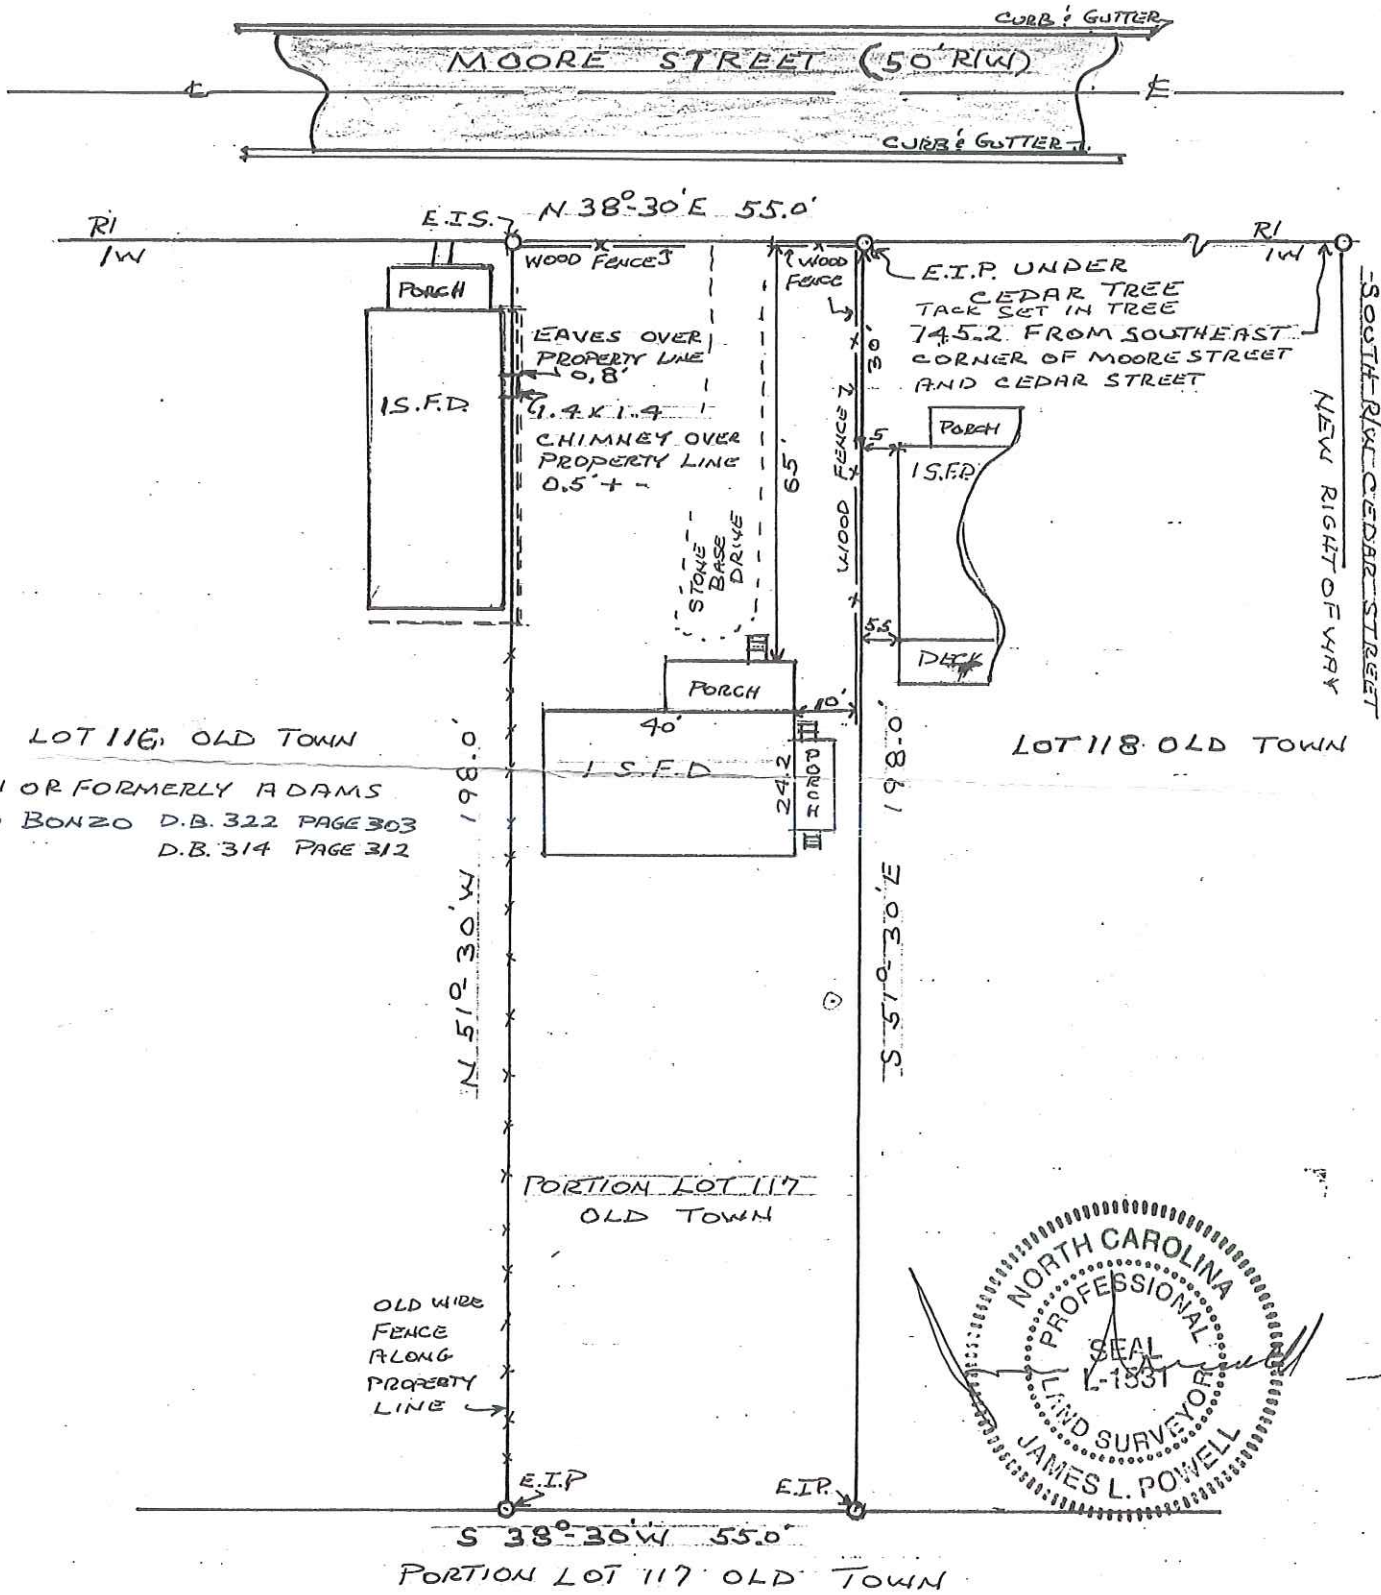 CURB & GUTTER
MOORE STREET (50' R/W)
CURB & GUTTER
N 38°-30'E 55.0'
E.I.S.
R/W
R/W
WOOD FENCE
WOOD
FENCE
PORCH
E.I.P. UNDER
CEDAR TREE
TACK SET IN TREE
745.2 FROM SOUTHEAST
CORNER OF MOORE STREET
AND CEDAR STREET
SOUTH R/W CEDAR STREET
NEW RIGHT OF WAY
EAVES OVER
PROPERTY LINE
0.8'
1 S.F.D.
1.4 X 1.4
CHIMNEY OVER
PROPERTY LINE
0.5' + -
65'
130'
WOOD FENCE
5
PORCH
1 S.F.D.
STONE
BASE
DRIVE
5.5
DECK
PORCH
40'
10'
1 S.F.D
24.2
PORCH
LOT 116, OLD TOWN
OR FORMERLY ADAMS
BONZO D.B. 322 PAGE 303
D.B. 314 PAGE 312
LOT 118 OLD TOWN
N 51°-30'W 198.0'
S 51°-30'E 198.0'
PORTION LOT 117
OLD TOWN
OLD WIRE
FENCE
ALONG
PROPERTY
LINE
E.I.P
E.I.P.
S 38°-30'W 55.0'
PORTION LOT 117 OLD TOWN
NORTH CAROLINA
PROFESSIONAL
SEAL
L-1331
LAND SURVEYOR
JAMES L. POWELL